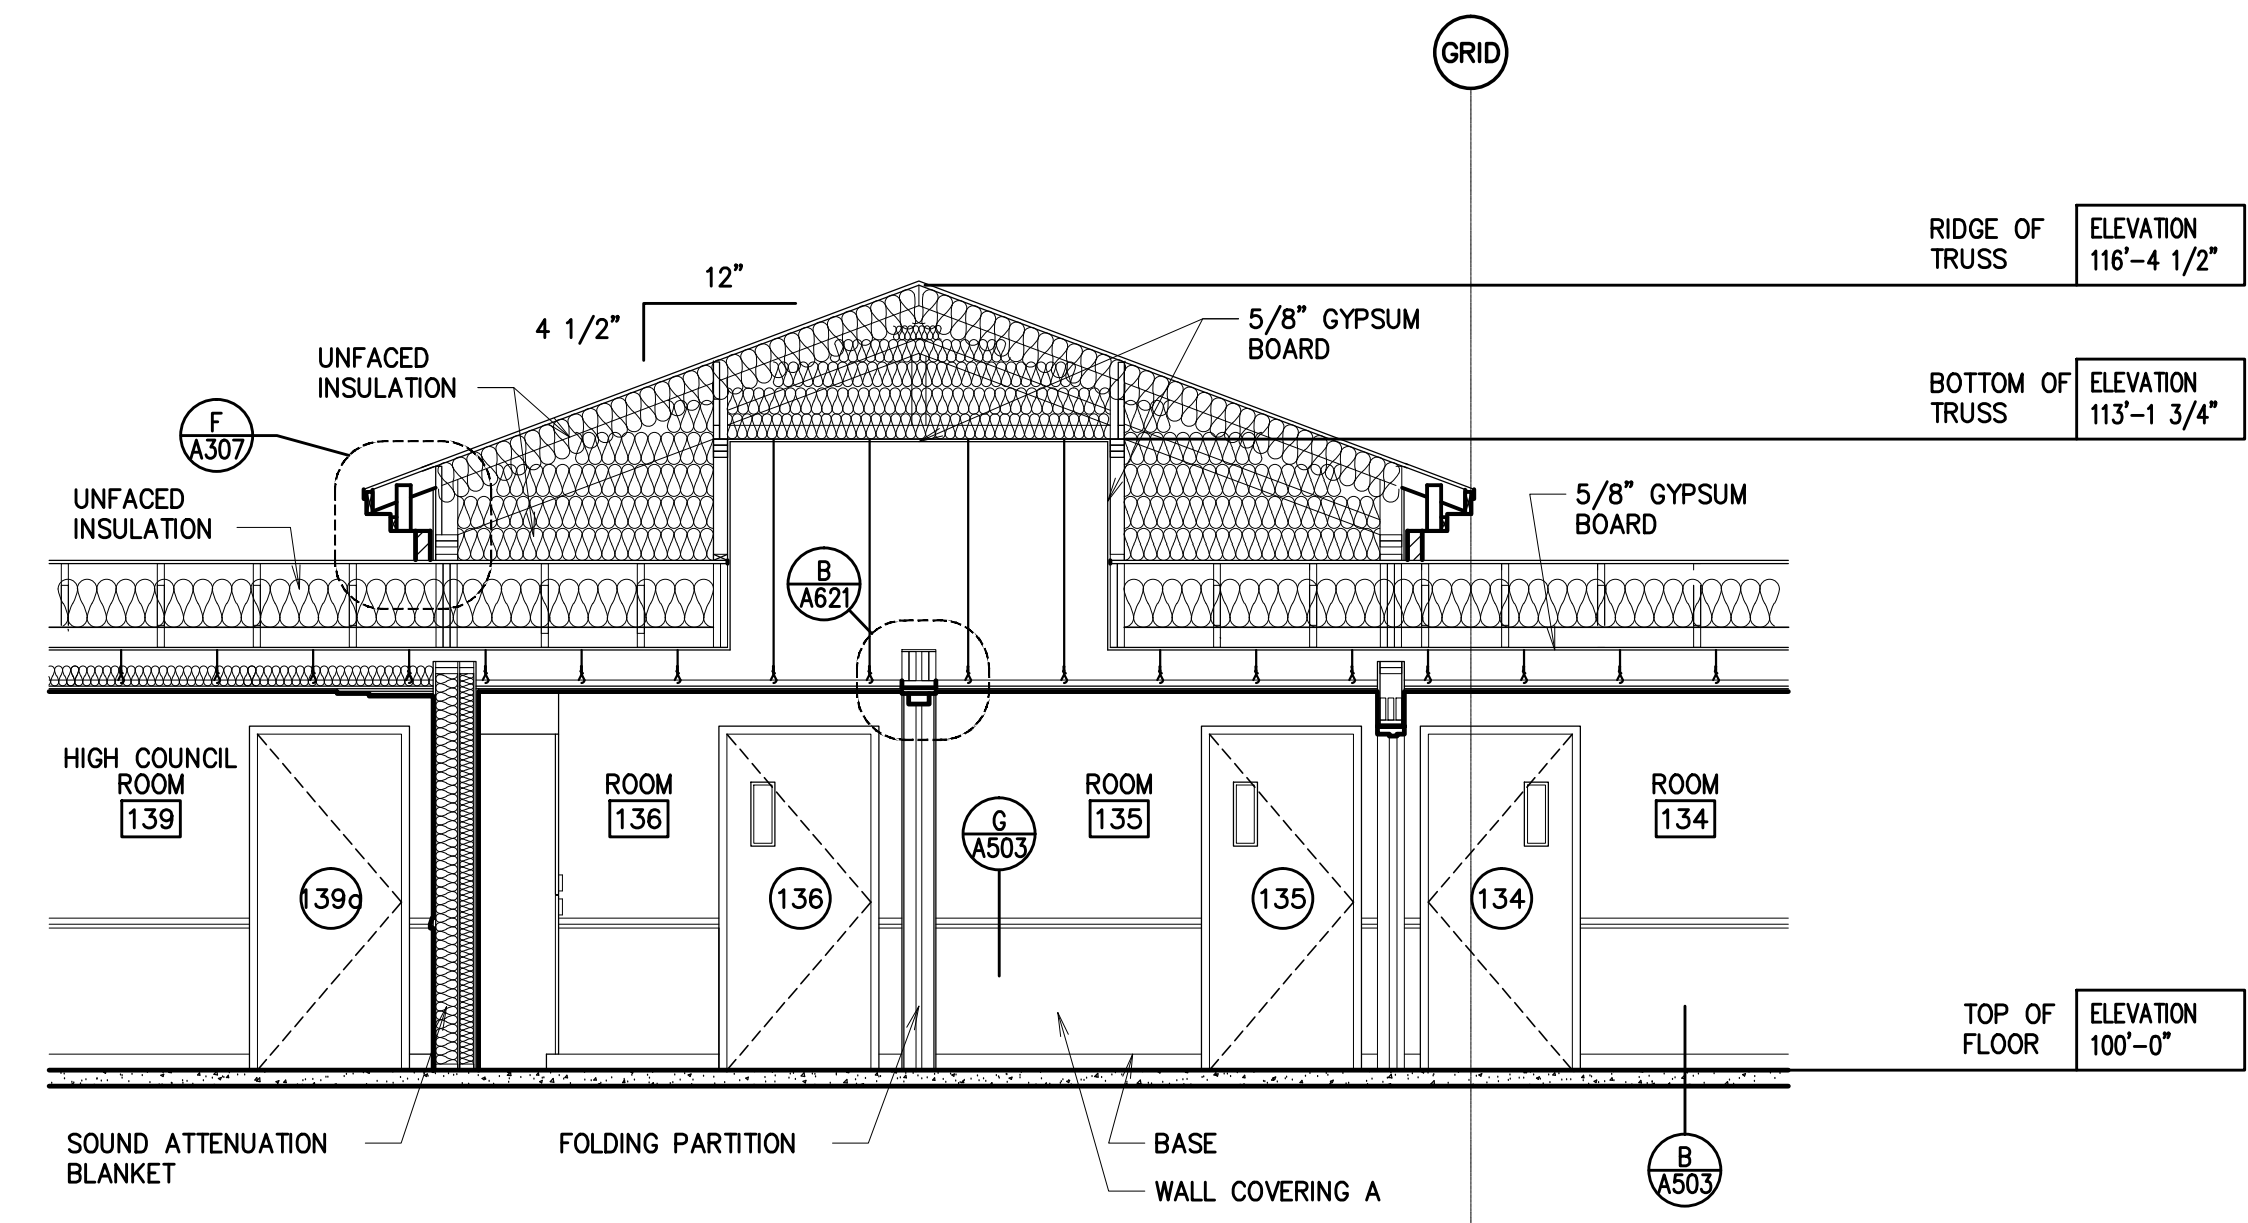 GRID
RIDGE OF
TRUSS
ELEVATION
116'-4 1/2"
12"
4 1/2"
5/8" GYPSUM
BOARD
UNFACED
INSULATION
BOTTOM OF
TRUSS
ELEVATION
113'-1 3/4"
F
A307
UNFACED
INSULATION
5/8" GYPSUM
BOARD
B
A621
HIGH COUNCIL
ROOM
139
ROOM
136
ROOM
135
ROOM
134
G
A503
139a
136
135
134
TOP OF
FLOOR
ELEVATION
100'-0"
SOUND ATTENUATION
BLANKET
FOLDING PARTITION
BASE
WALL COVERING A
B
A503